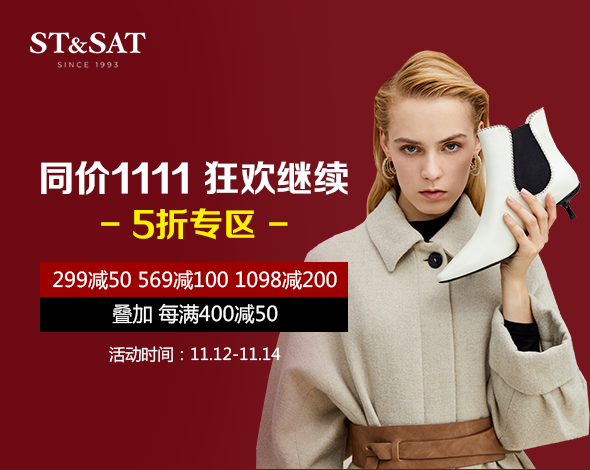 ST&SAT
SINCE 1993
同价1111 狂欢继续
– 5折专区 –
299减50 569减100 1098减200
叠加 每满400减50
活动时间：11.12-11.14